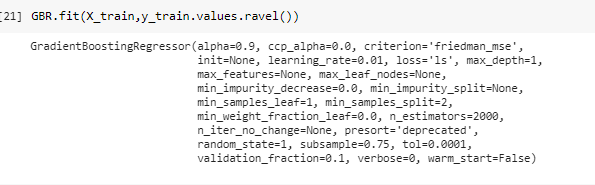 [21] GBR.fit(X_train,y_train.values.ravel())
GradientBoostingRegressor(alpha=0.9, ccp_alpha=0.0, criterion='friedman_mse',
init=None, learning_rate=0.01, loss='ls', max_depth=1,
max_features=None, max_leaf_nodes=None,
min_impurity_decrease=0.0, min_impurity_split=None,
min_samples_leaf=1, min_samples_split=2,
min_weight_fraction_leaf=0.0, n_estimators=2000,
n_iter_no_change=None, presort='deprecated',
random_state=1, subsample=0.75, tol=0.0001,
validation_fraction=0.1, verbose=0, warm_start=False)